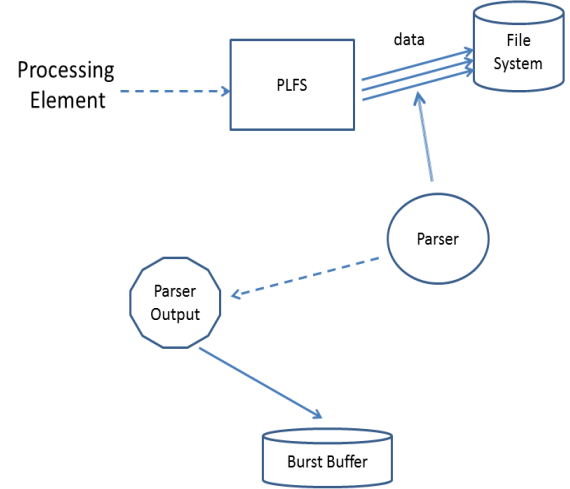 data
File
System
Processing
Element
PLFS
Parser
Parser
Output
Burst Buffer